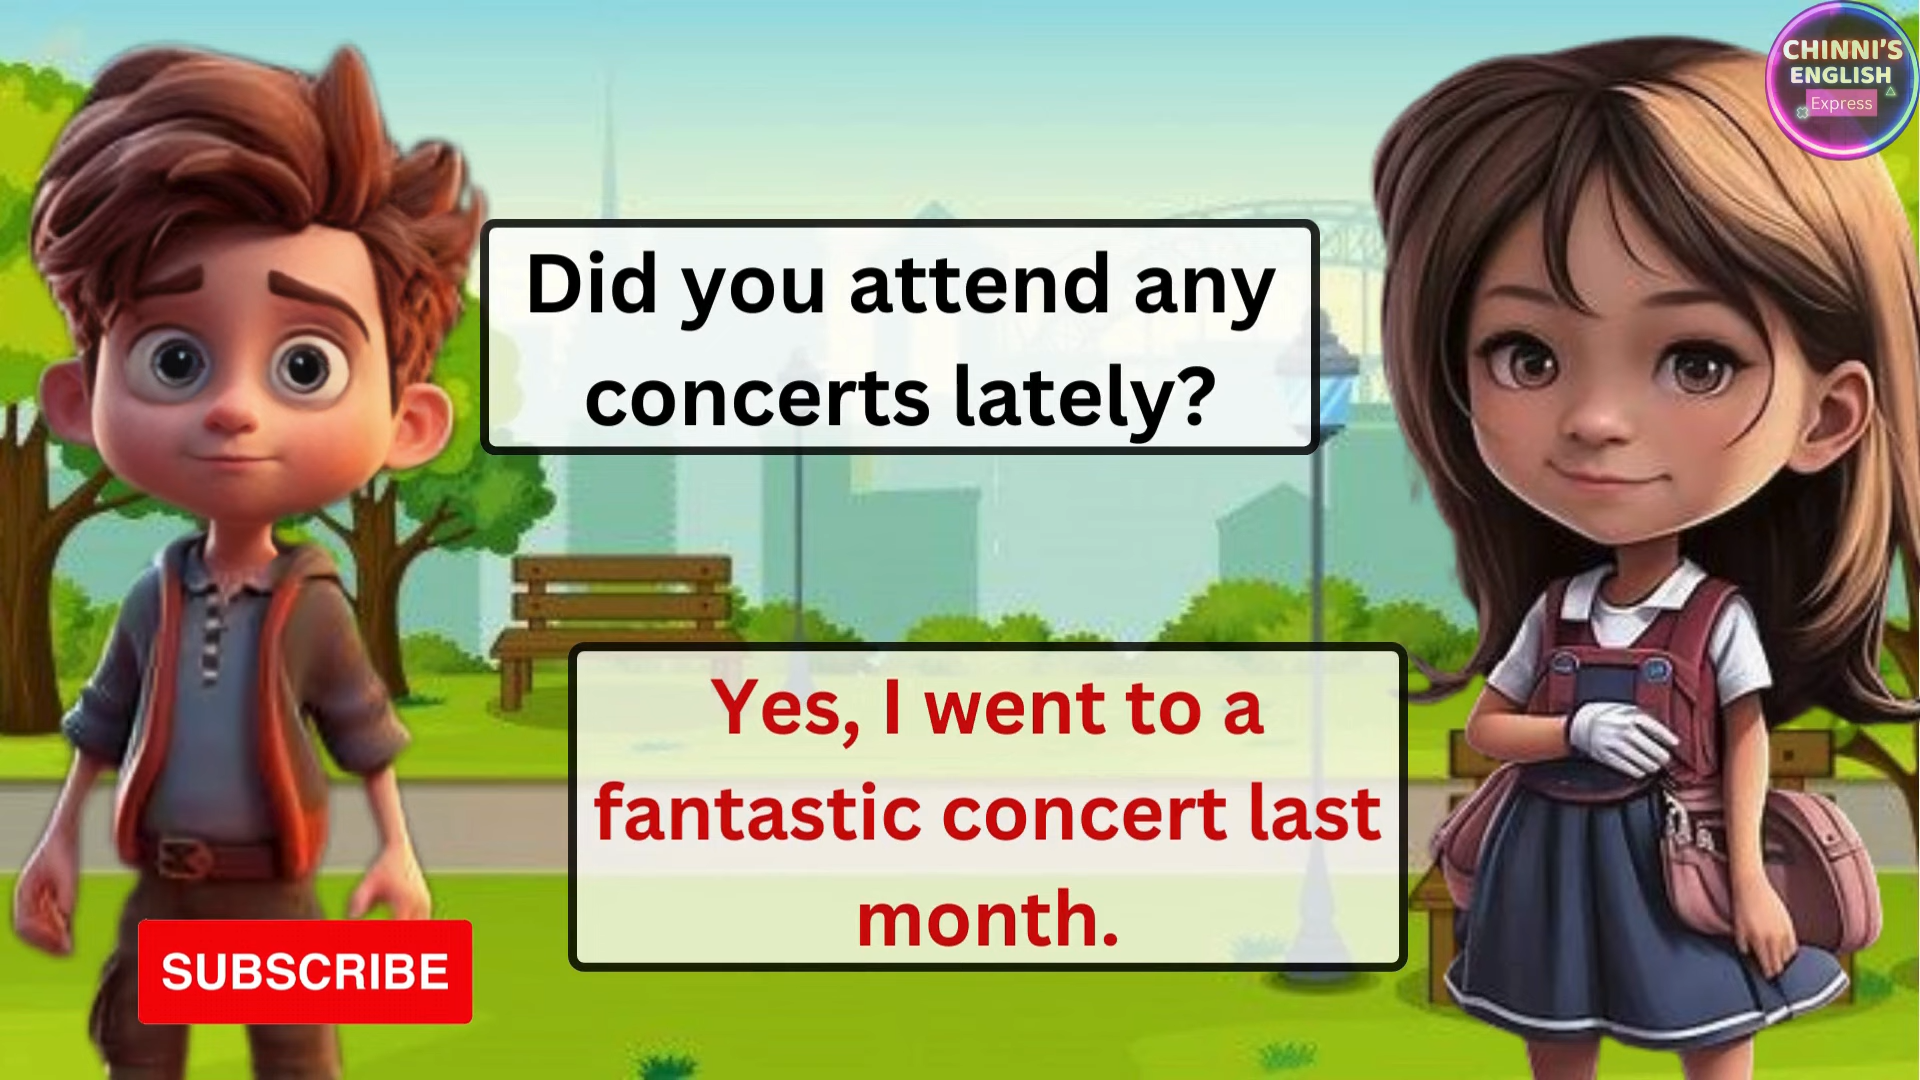 CHINNI'S
ENGLISH
Express
Did you attend any
concerts lately?
Yes, I went to a
fantastic concert last
month.
SUBSCRIBE